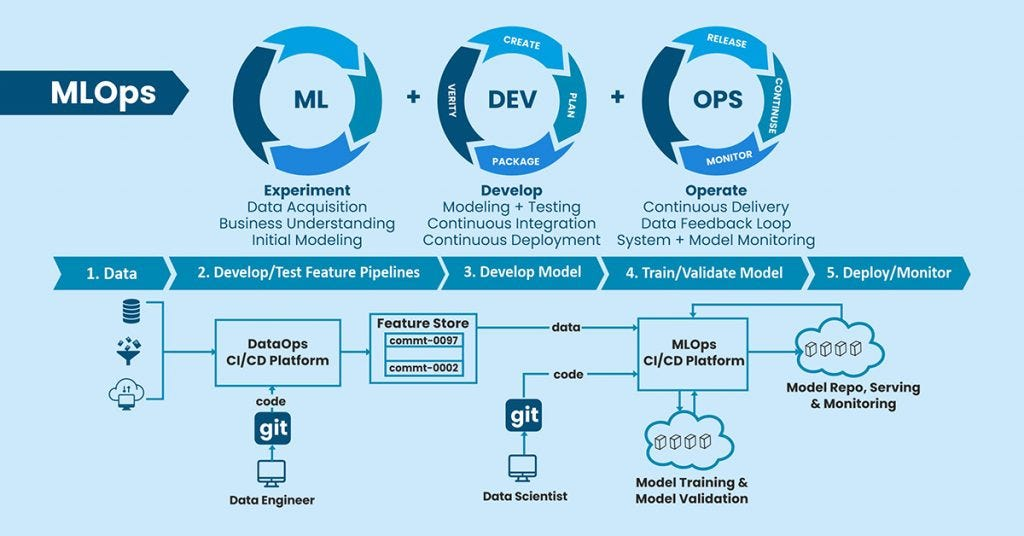 MLOps
ML
+
CREATE
VERITY
DEV
PLAN
PACKAGE
+
RELEASE
OPS
CONTINUSE
MONITOR
Experiment
Data Acquisition
Business Understanding
Initial Modeling
Develop
Modeling + Testing
Continuous Integration
Continuous Deployment
Operate
Continuous Delivery
Data Feedback Loop
System + Model Monitoring
1. Data
2. Develop/Test Feature Pipelines
3. Develop Model
4. Train/Validate Model
5. Deploy/Monitor
DataOps
CI/CD Platform
code
git
Data Engineer
Feature Store
commt-0097
commt-0002
data
code
git
Data Scientist
MLOps
CI/CD Platform
Model Training &
Model Validation
Model Repo, Serving
& Monitoring